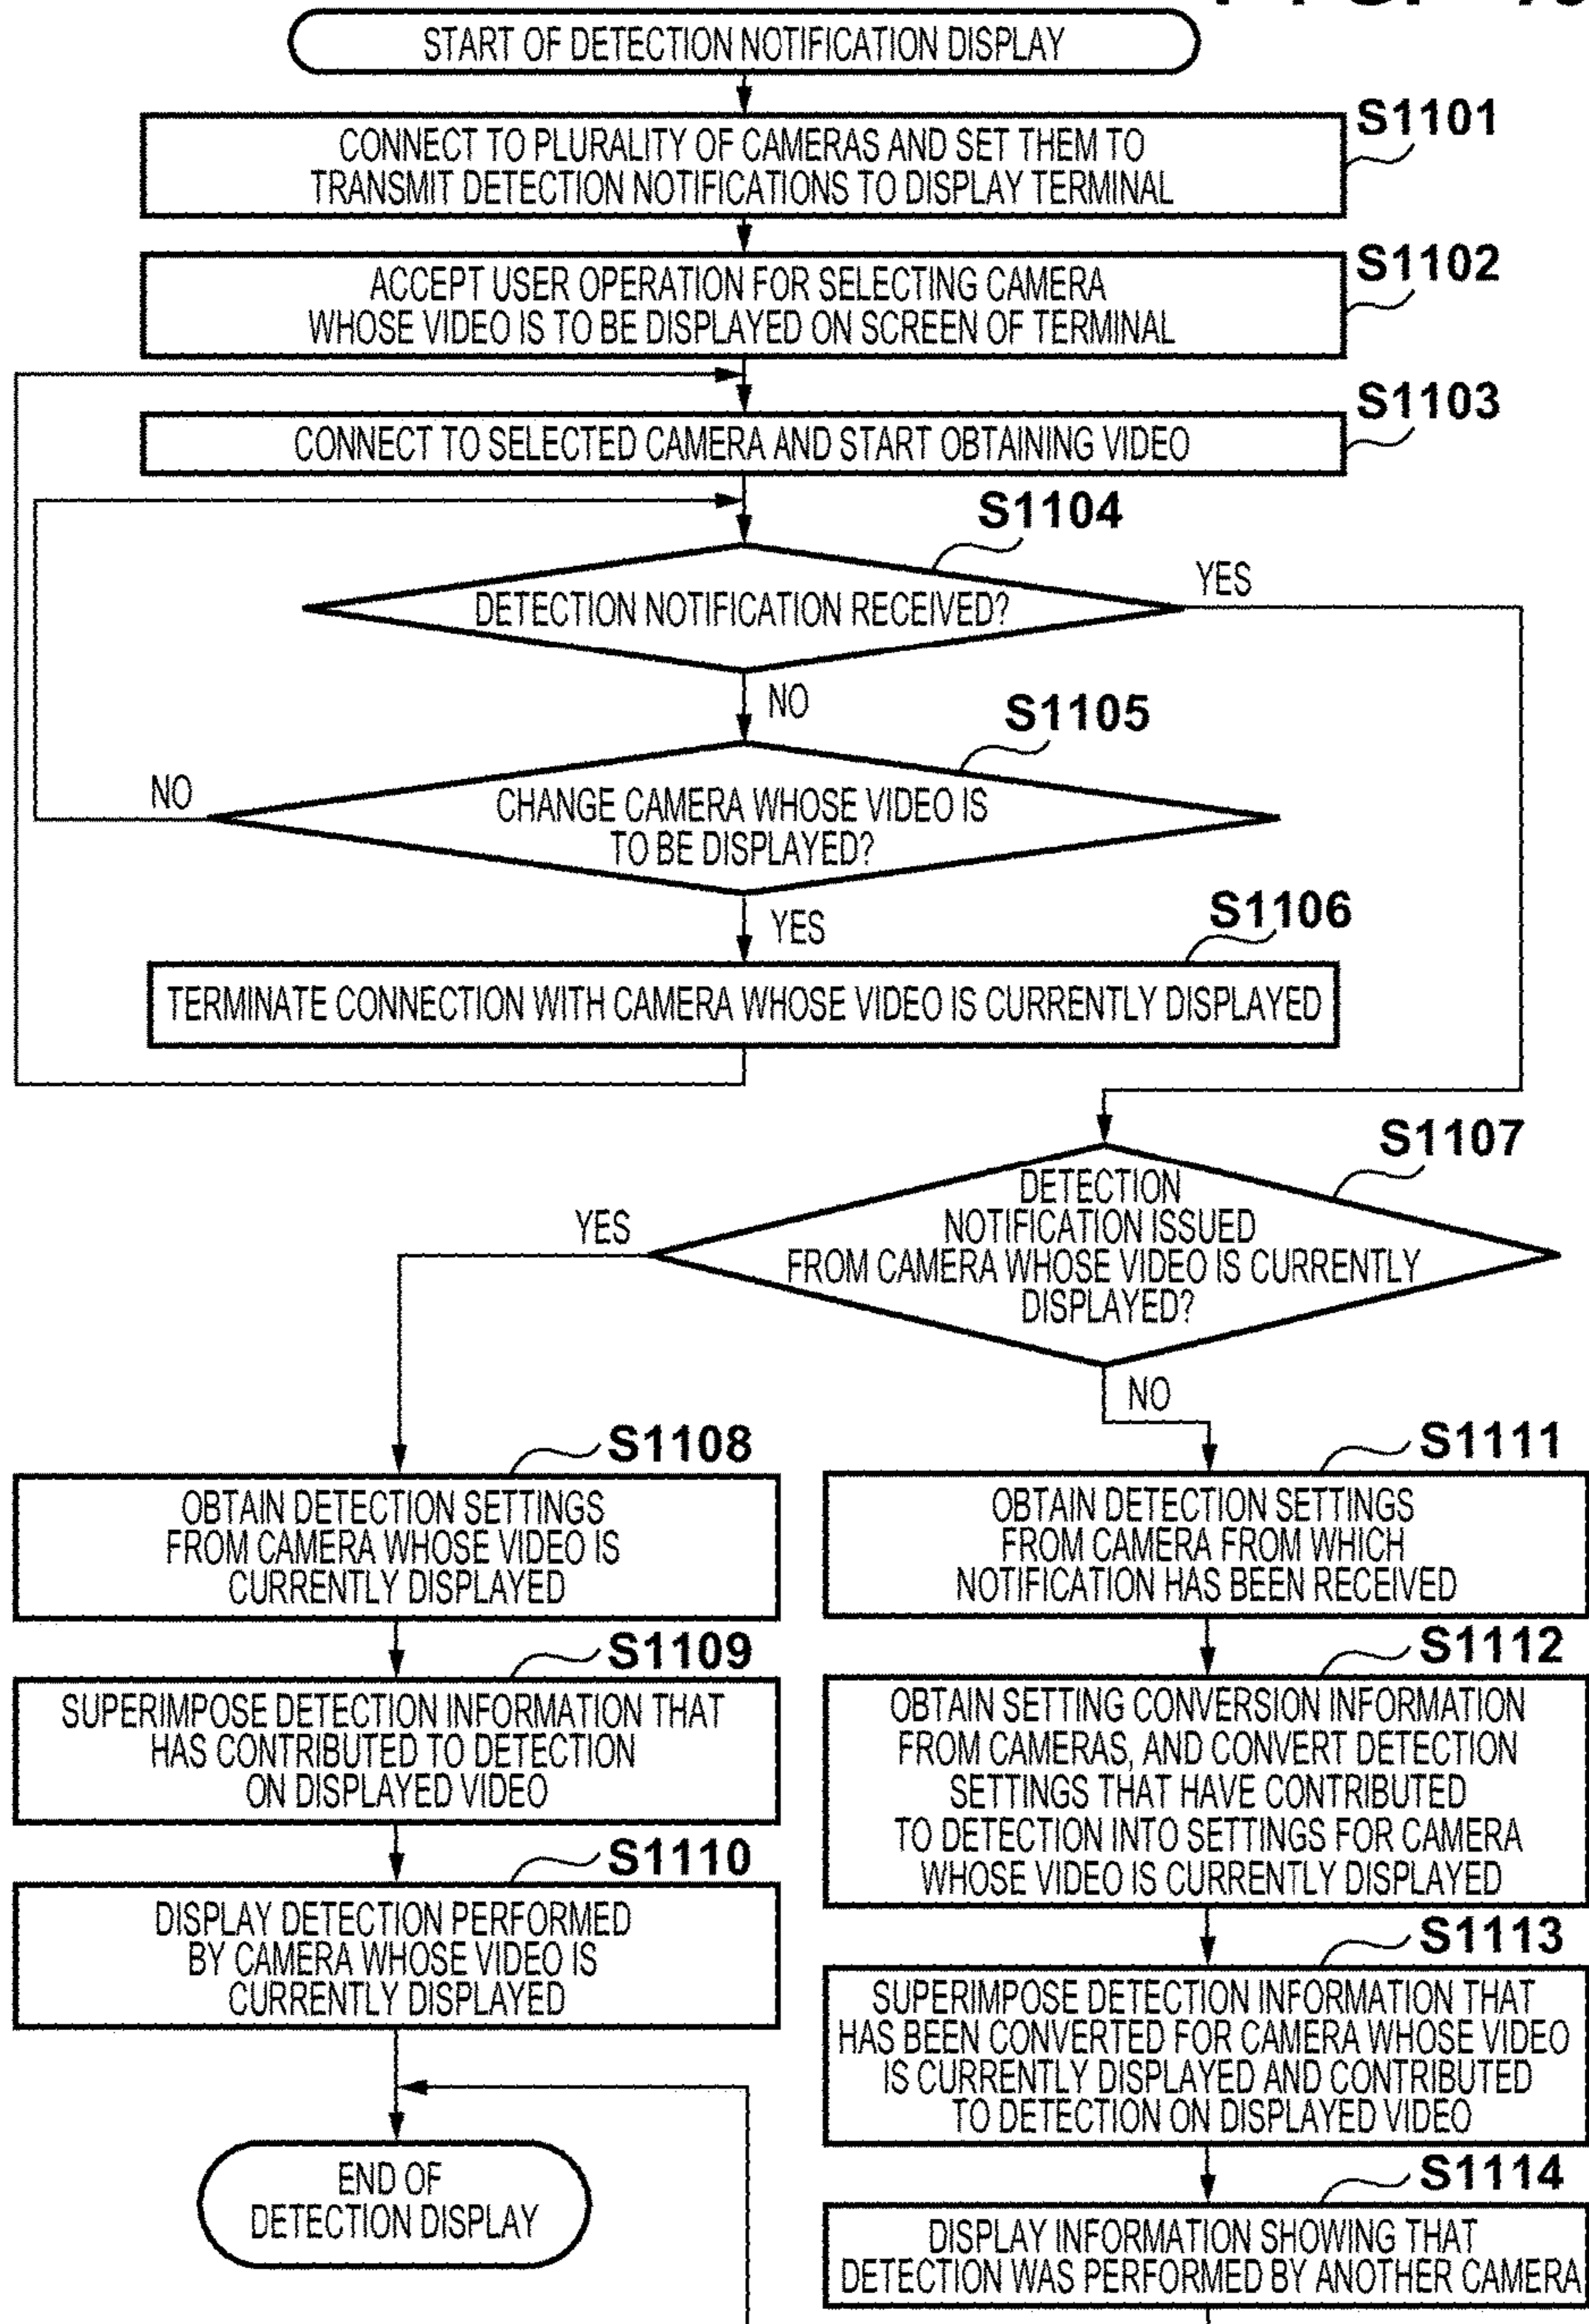 START OF DETECTION NOTIFICATION DISPLAY
S1101
CONNECT TO PLURALITY OF CAMERAS AND SET THEM TO
TRANSMIT DETECTION NOTIFICATIONS TO DISPLAY TERMINAL
S1102
ACCEPT USER OPERATION FOR SELECTING CAMERA
WHOSE VIDEO IS TO BE DISPLAYED ON SCREEN OF TERMINAL
S1103
CONNECT TO SELECTED CAMERA AND START OBTAINING VIDEO
S1104
DETECTION NOTIFICATION RECEIVED?
YES
NO
S1105
CHANGE CAMERA WHOSE VIDEO IS
TO BE DISPLAYED?
NO
YES
S1106
TERMINATE CONNECTION WITH CAMERA WHOSE VIDEO IS CURRENTLY DISPLAYED
S1107
DETECTION
NOTIFICATION ISSUED
FROM CAMERA WHOSE VIDEO IS CURRENTLY
DISPLAYED?
YES
NO
S1108
OBTAIN DETECTION SETTINGS
FROM CAMERA WHOSE VIDEO IS
CURRENTLY DISPLAYED
S1109
SUPERIMPOSE DETECTION INFORMATION THAT
HAS CONTRIBUTED TO DETECTION
ON DISPLAYED VIDEO
S1110
DISPLAY DETECTION PERFORMED
BY CAMERA WHOSE VIDEO IS
CURRENTLY DISPLAYED
END OF
DETECTION DISPLAY
S1111
OBTAIN DETECTION SETTINGS
FROM CAMERA FROM WHICH
NOTIFICATION HAS BEEN RECEIVED
S1112
OBTAIN SETTING CONVERSION INFORMATION
FROM CAMERAS, AND CONVERT DETECTION
SETTINGS THAT HAVE CONTRIBUTED
TO DETECTION INTO SETTINGS FOR CAMERA
WHOSE VIDEO IS CURRENTLY DISPLAYED
S1113
SUPERIMPOSE DETECTION INFORMATION THAT
HAS BEEN CONVERTED FOR CAMERA WHOSE VIDEO
IS CURRENTLY DISPLAYED AND CONTRIBUTED
TO DETECTION ON DISPLAYED VIDEO
S1114
DISPLAY INFORMATION SHOWING THAT
DETECTION WAS PERFORMED BY ANOTHER CAMERA